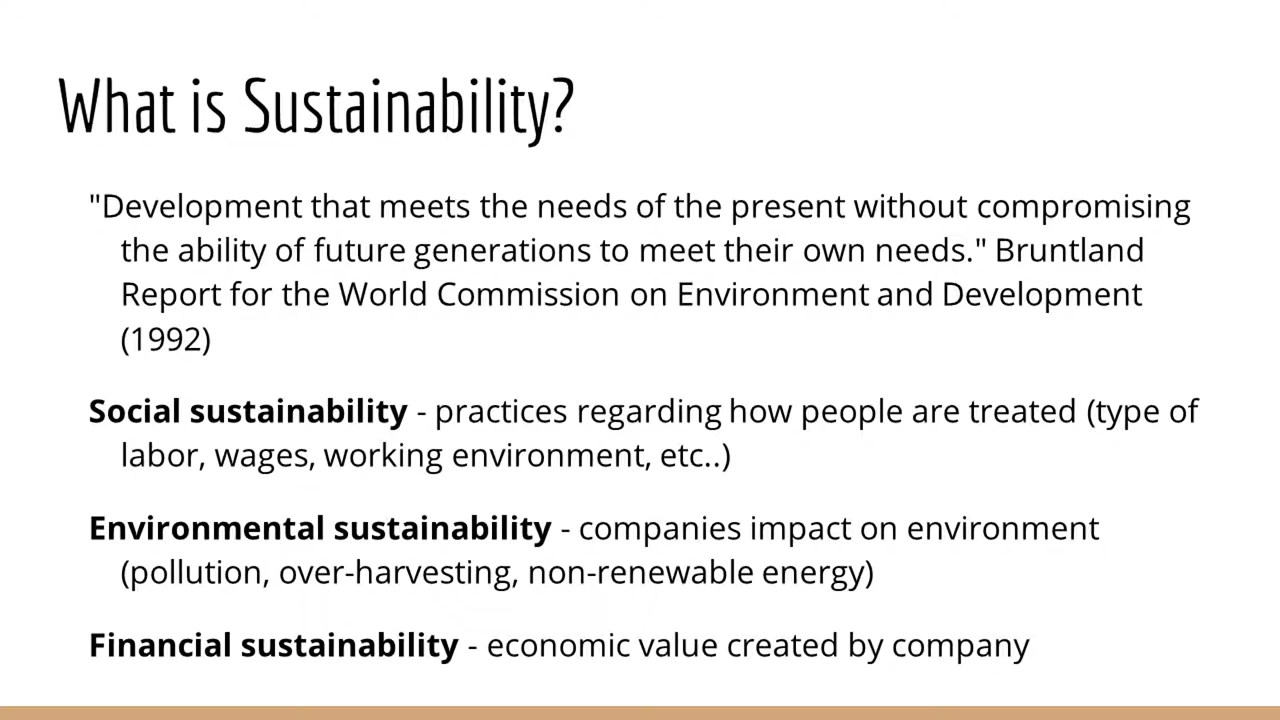 What is Sustainability?
"Development that meets the needs of the present without compromising
the ability of future generations to meet their own needs." Bruntland
Report for the World Commission on Environment and Development
(1992)
Social sustainability - practices regarding how people are treated (type of
labor, wages, working environment, etc..)
Environmental sustainability - companies impact on environment
(pollution, over-harvesting, non-renewable energy)
Financial sustainability - economic value created by company